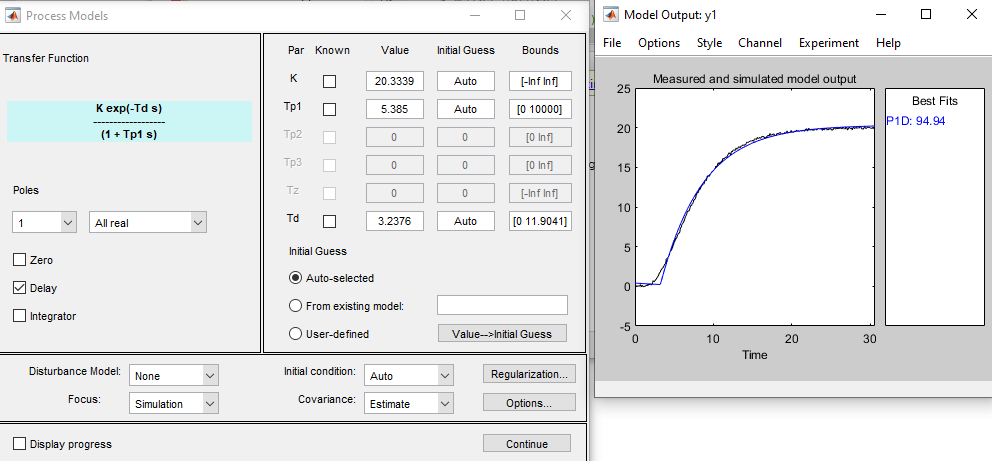 Process Models
Transfer Function
K exp(-Td s)
------------------
(1 + Tp1 s)
Poles
1
All real
Zero
Delay
Integrator
Par Known Value Initial Guess Bounds
K 20.3339 Auto [-Inf Inf]
Tp1 5.385 Auto [0 10000]
Tp2 0 0 [0 Inf]
Tp3 0 0 [0 Inf]
Tz 0 0 [-Inf Inf]
Td 3.2376 Auto [0 11.9041]
Initial Guess
Auto-selected
From existing model:
User-defined
Value-->Initial Guess
Disturbance Model: None
Initial condition: Auto
Regularization...
Focus: Simulation
Covariance: Estimate
Options...
Display progress
Continue
Model Output: y1
File Options Style Channel Experiment Help
Measured and simulated model output
25
20
15
10
5
0
-5
0 10 20 30
Time
Best Fits
P1D: 94.94